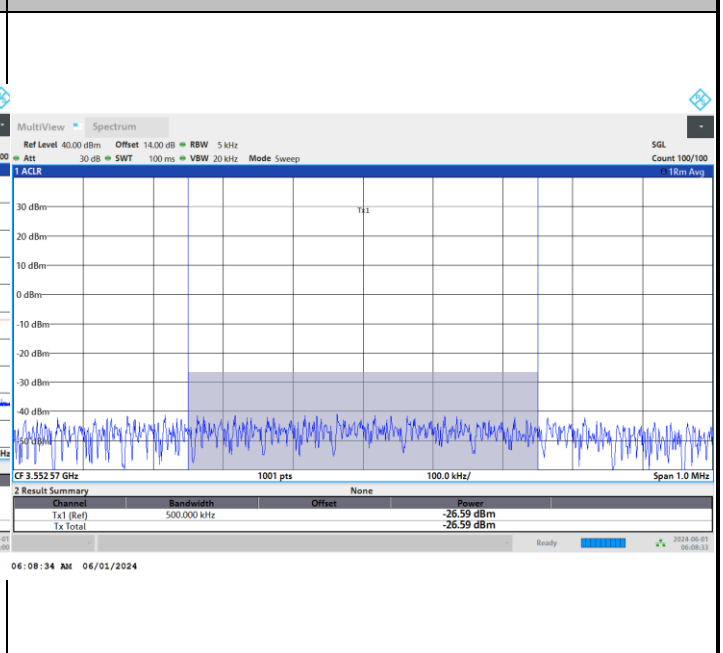 MultiView Spectrum
Ref Level 40.00 dBm Offset 14.00 dB RBW 5 kHz SGL
Att 30 dB SWT 100 ms VBW 20 kHz Mode Sweep Count 100/100
1 ACLR 1Rm Avg
30 dBm
Tx1
20 dBm
10 dBm
0 dBm
-10 dBm
-20 dBm
-30 dBm
-40 dBm
-50 dBm
Hz
CF 3.552 57 GHz 1001 pts 100.0 kHz/ Span 1.0 MHz
2 Result Summary None
Channel Bandwidth Offset Power
Tx1 (Ref) 500.000 kHz -26.59 dBm
Tx Total -26.59 dBm
Ready 2024-06-01
06:08:33
06:08:34 AM 06/01/2024